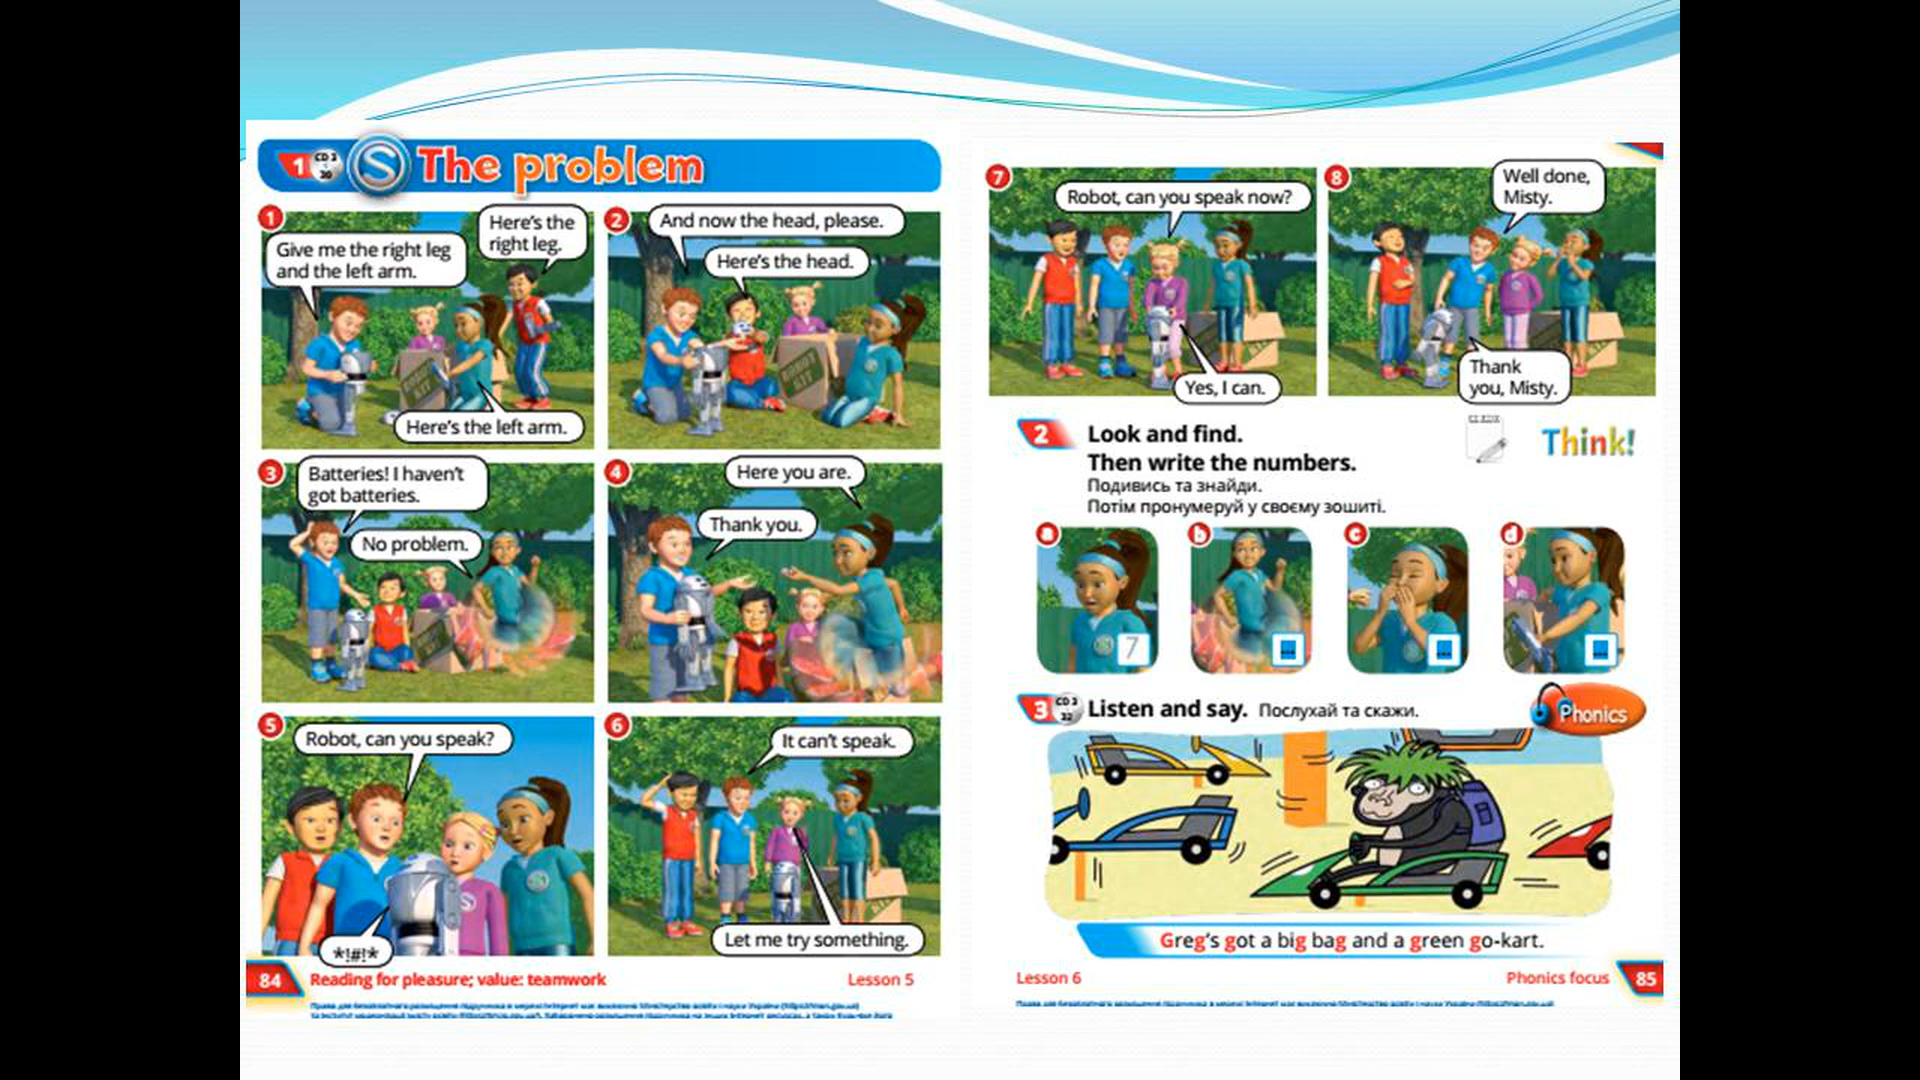 1 CD 3 30 S The problem
1
Give me the right leg
and the left arm.
Here's the
right leg.
Here's the left arm.
2
And now the head, please.
Here's the head.
3
Batteries! I haven't
got batteries.
No problem.
4
Here you are.
Thank you.
5
Robot, can you speak?
*!#!*
6
It can't speak.
Let me try something.
84 Reading for pleasure; value: teamwork Lesson 5
7
Robot, can you speak now?
Yes, I can.
8
Well done,
Misty.
Thank
you, Misty.
2 Look and find.
Then write the numbers.
Подивись та знайди.
Потім пронумеруй у своєму зошиті.
Think!
a b c d
7 ... ... ...
3 CD 3 32 Listen and say. Послухай та скажи.
Phonics
Greg's got a big bag and a green go-kart.
Lesson 6 Phonics focus 85